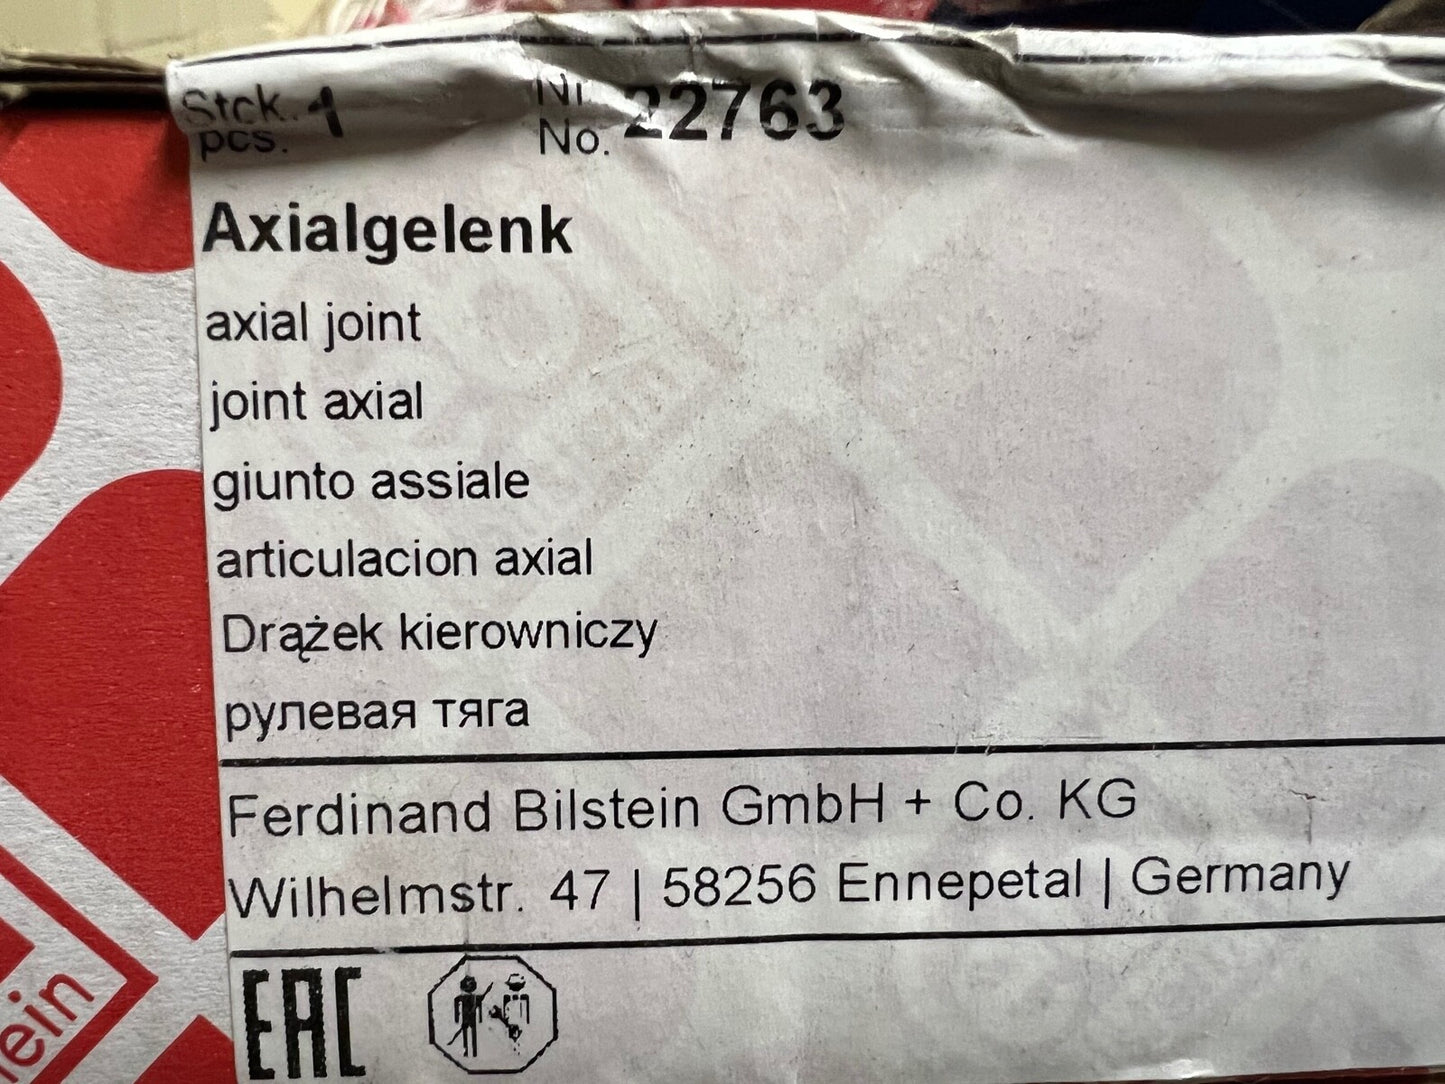 Stck. 1 Nr.
pcs. No. 22763
Axialgelenk
axial joint
joint axial
giunto assiale
articulacion axial
Drążek kierowniczy
рулевая тяга
Ferdinand Bilstein GmbH + Co. KG
Wilhelmstr. 47 | 58256 Ennepetal | Germany
EAC